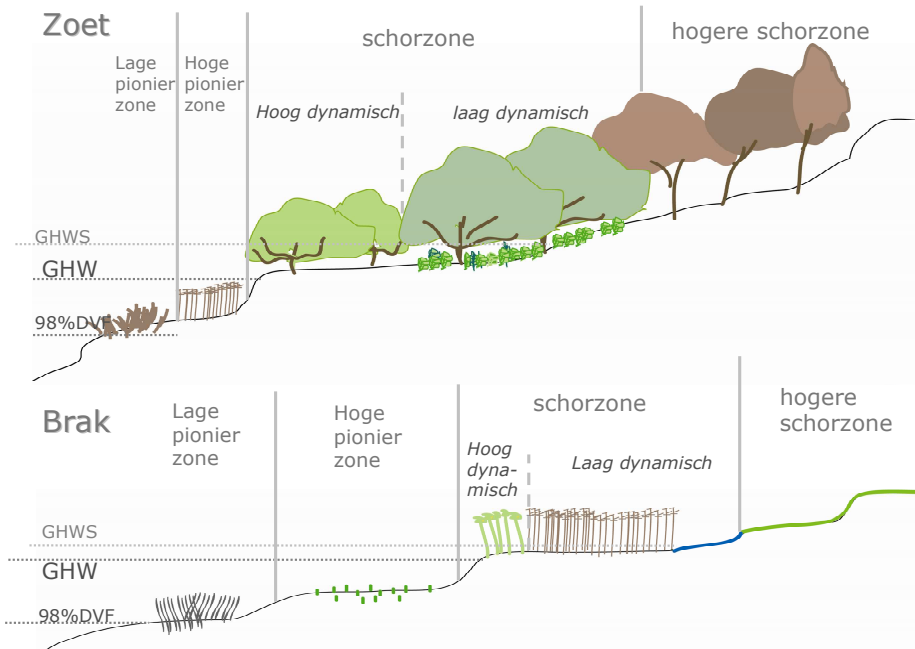 Zoet
schorzone
hogere schorzone
Lage
pionier
zone
Hoge
pionier
zone
Hoog dynamisch
laag dynamisch
GHWS
GHW
98%DVF
Brak
Lage
pionier
zone
Hoge
pionier
zone
schorzone
hogere
schorzone
Hoog
dyna-
misch
Laag dynamisch
GHWS
GHW
98%DVF